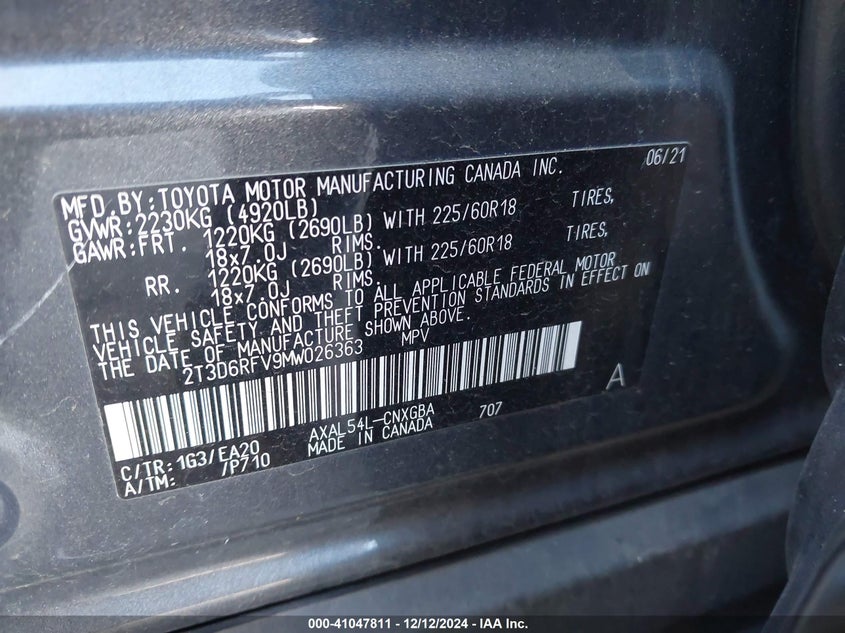 MFD.BY:TOYOTA MOTOR MANUFACTURING CANADA INC. 06/21
GVWR:2230KG (4920LB)
GAWR:FRT. 1220KG (2690LB) WITH 225/60R18 TIRES,
18x7.0J RIMS.
RR. 1220KG (2690LB) WITH 225/60R18 TIRES,
18x7.0J RIMS.
THIS VEHICLE CONFORMS TO ALL APPLICABLE FEDERAL MOTOR
VEHICLE SAFETY AND THEFT PREVENTION STANDARDS IN EFFECT ON
THE DATE OF MANUFACTURE SHOWN ABOVE.
2T3D6RFV9MW026363 MPV
A
AXAL54L-CNXGBA 707
MADE IN CANADA
C/TR:1G3/EA20
A/TM: /P710
000-41047811 - 12/12/2024 - IAA Inc.